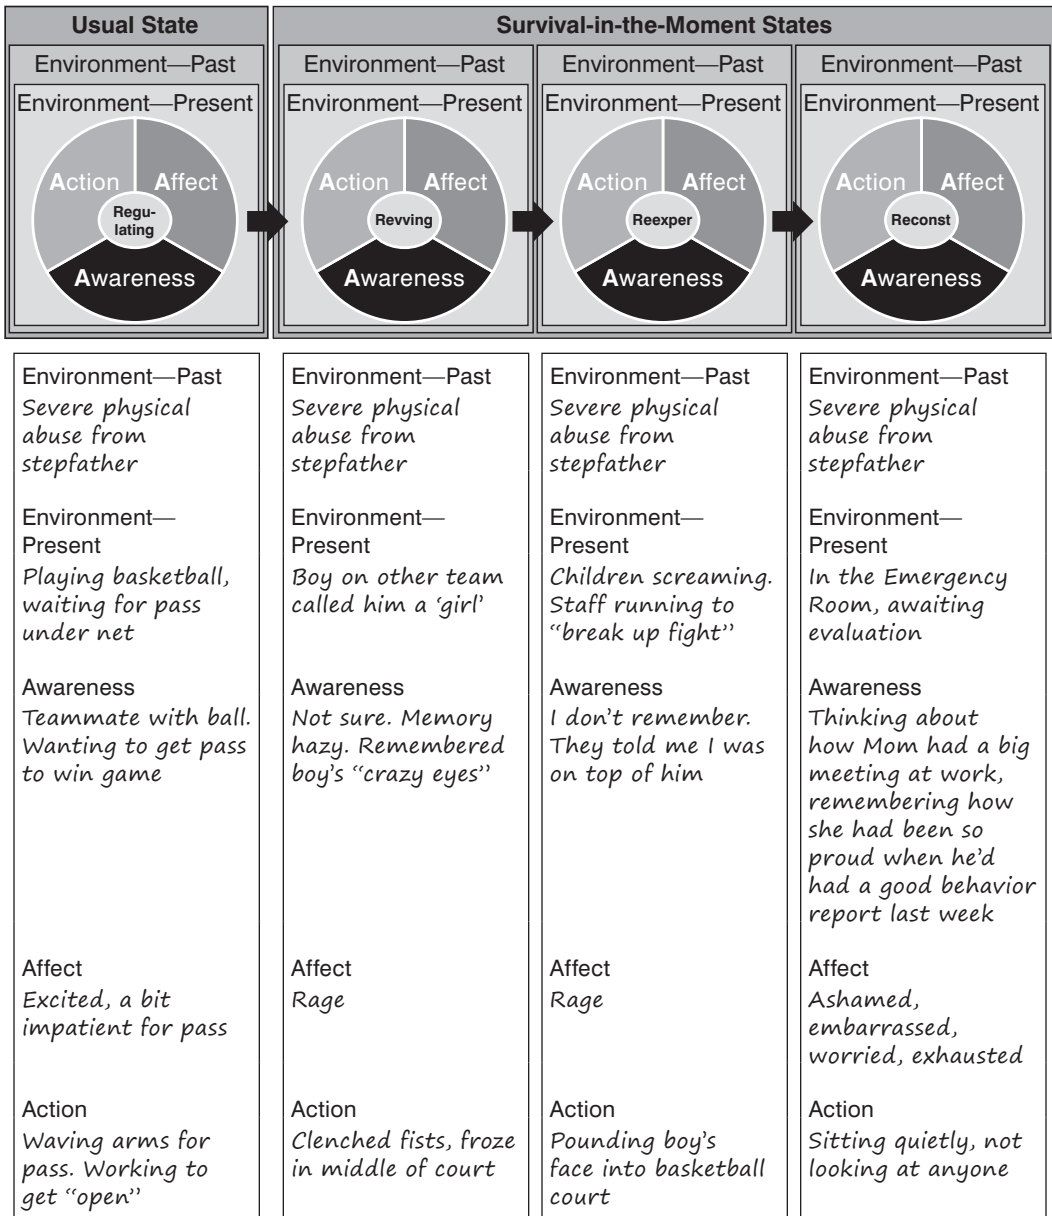 Usual State
Survival-in-the-Moment States
Environment—Past
Environment—Past
Environment—Past
Environment—Past
Environment—Present
Environment—Present
Environment—Present
Environment—Present
Action
Affect
Regu-
lating
Awareness
Action
Affect
Revving
Awareness
Action
Affect
Reexper
Awareness
Action
Affect
Reconst
Awareness
Environment—Past
Severe physical
abuse from
stepfather
Environment—
Present
Playing basketball,
waiting for pass
under net
Awareness
Teammate with ball.
Wanting to get pass
to win game
Affect
Excited, a bit
impatient for pass
Action
Waving arms for
pass. Working to
get “open”
Environment—Past
Severe physical
abuse from
stepfather
Environment—
Present
Boy on other team
called him a ‘girl’
Awareness
Not sure. Memory
hazy. Remembered
boy’s “crazy eyes”
Affect
Rage
Action
Clenched fists, froze
in middle of court
Environment—Past
Severe physical
abuse from
stepfather
Environment—
Present
Children screaming.
Staff running to
“break up fight”
Awareness
I don’t remember.
They told me I was
on top of him
Affect
Rage
Action
Pounding boy’s
face into basketball
court
Environment—Past
Severe physical
abuse from
stepfather
Environment—
Present
In the Emergency
Room, awaiting
evaluation
Awareness
Thinking about
how Mom had a big
meeting at work,
remembering how
she had been so
proud when he’d
had a good behavior
report last week
Affect
Ashamed,
embarrassed,
worried, exhausted
Action
Sitting quietly, not
looking at anyone